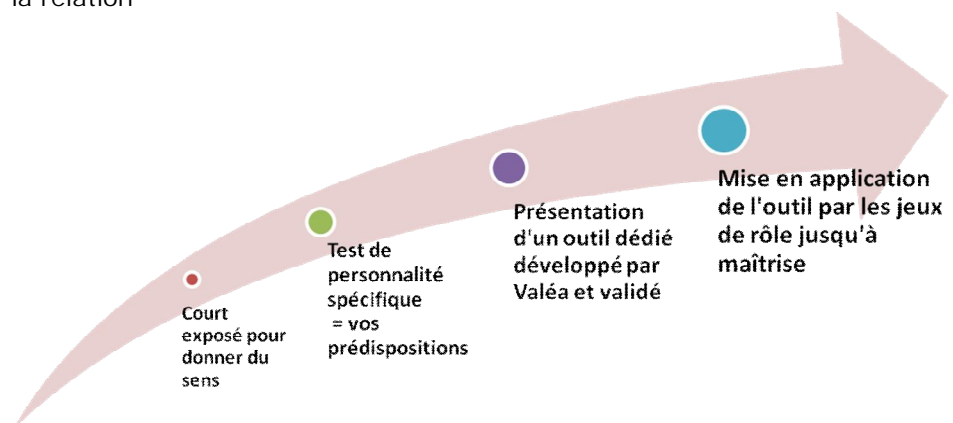 la relation
Court
exposé pour
donner du
sens
Test de
personnalité
spécifique
= vos
prédispositions
Présentation
d'un outil dédié
développé par
Valéa et validé
Mise en application
de l'outil par les jeux
de rôle jusqu'à
maîtrise